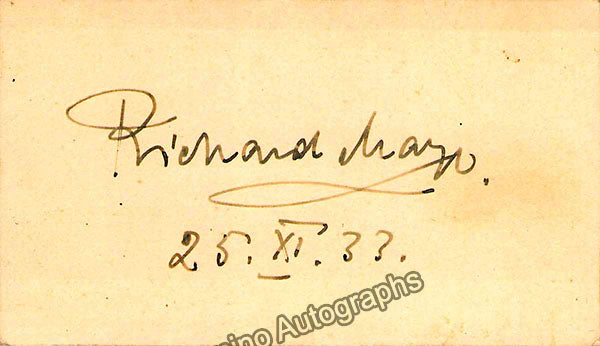 Richard Mayr.
25. XI. 33.
ino Autographs